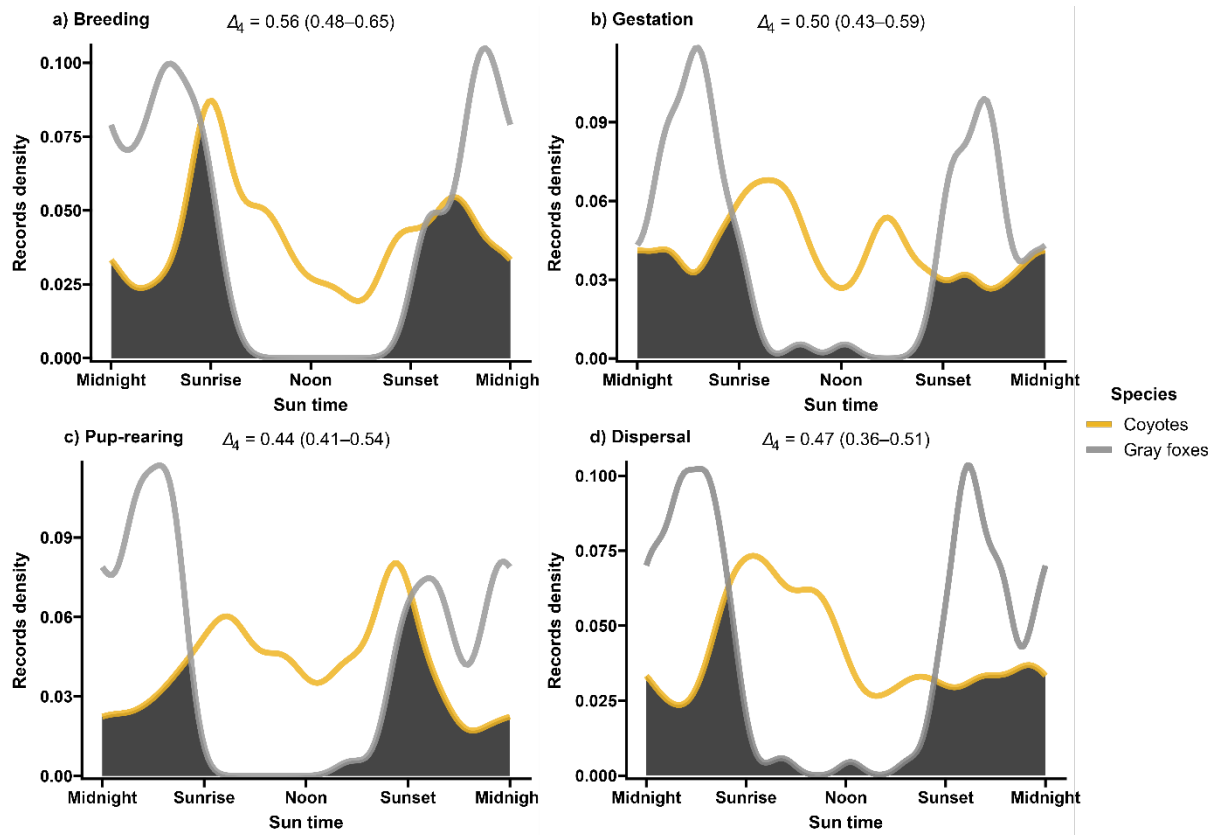 a) Breeding Δ4 = 0.56 (0.48–0.65)
0.100
0.075
0.050
0.025
0.000
Records density
Midnight Sunrise Noon Sunset Midnigh
Sun time
b) Gestation Δ4 = 0.50 (0.43–0.59)
0.09
0.06
0.03
0.00
Records density
Midnight Sunrise Noon Sunset Midnight
Sun time
Species
Coyotes
Gray foxes
c) Pup-rearing Δ4 = 0.44 (0.41–0.54)
0.09
0.06
0.03
0.00
Records density
Midnight Sunrise Noon Sunset Midnigh
Sun time
d) Dispersal Δ4 = 0.47 (0.36–0.51)
0.100
0.075
0.050
0.025
0.000
Records density
Midnight Sunrise Noon Sunset Midnight
Sun time